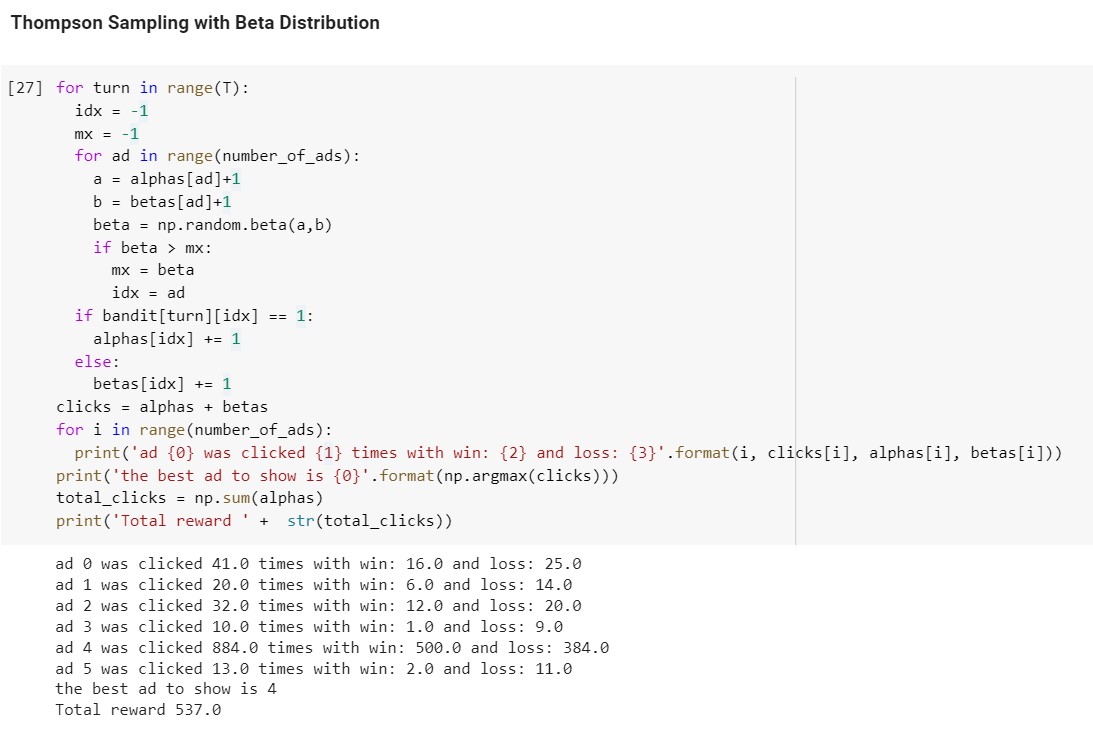 Thompson Sampling with Beta Distribution
[27] for turn in range(T):
  idx = -1
  mx = -1
  for ad in range(number_of_ads):
    a = alphas[ad]+1
    b = betas[ad]+1
    beta = np.random.beta(a,b)
    if beta > mx:
      mx = beta
      idx = ad
  if bandit[turn][idx] == 1:
    alphas[idx] += 1
  else:
    betas[idx] += 1
clicks = alphas + betas
for i in range(number_of_ads):
  print('ad {0} was clicked {1} times with win: {2} and loss: {3}'.format(i, clicks[i], alphas[i], betas[i]))
print('the best ad to show is {0}'.format(np.argmax(clicks)))
total_clicks = np.sum(alphas)
print('Total reward ' +  str(total_clicks))
ad 0 was clicked 41.0 times with win: 16.0 and loss: 25.0
ad 1 was clicked 20.0 times with win: 6.0 and loss: 14.0
ad 2 was clicked 32.0 times with win: 12.0 and loss: 20.0
ad 3 was clicked 10.0 times with win: 1.0 and loss: 9.0
ad 4 was clicked 884.0 times with win: 500.0 and loss: 384.0
ad 5 was clicked 13.0 times with win: 2.0 and loss: 11.0
the best ad to show is 4
Total reward 537.0